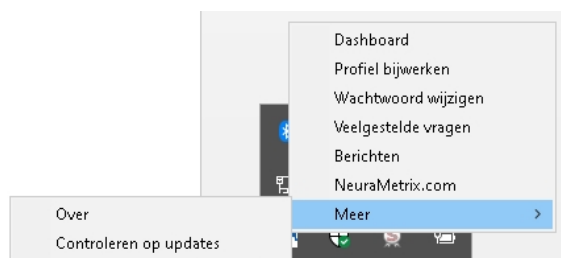 Dashboard
Profiel bijwerken
Wachtwoord wijzigen
Veelgestelde vragen
Berichten
NeuraMetrix.com
Meer
Over
Controleren op updates